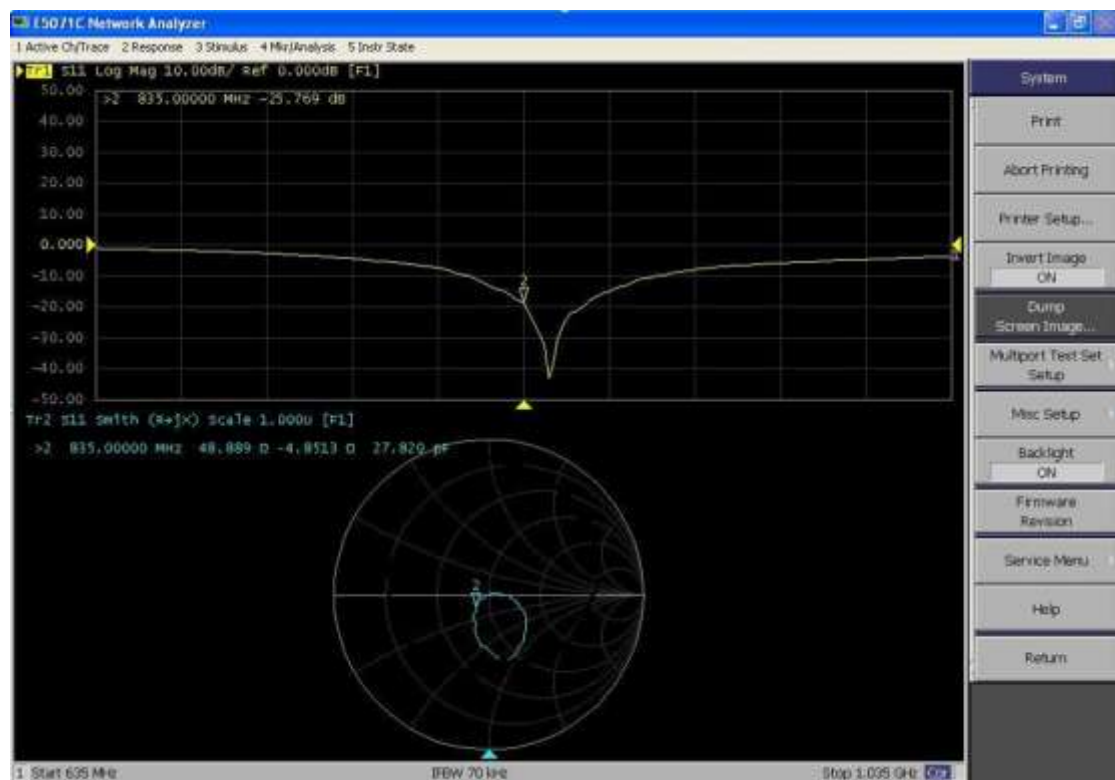 E5071C Network Analyzer
1 Active Ch/Trace 2 Response 3 Stimulus 4 Mkr/Analysis 5 Instr State
Tr1 S11 Log Mag 10.00dB/ Ref 0.000dB [F1]
50.00
>2 835.00000 MHz -25.769 dB
40.00
30.00
20.00
10.00
0.000
-10.00
-20.00
-30.00
-40.00
-50.00
2
Tr2 S11 Smith (R+jX) Scale 1.000U [F1]
>2 835.00000 MHz 48.889 Ω -4.8513 Ω 27.820 pF
2
1 Start 635 MHz
IFBW 70 kHz
Stop 1.035 GHz Cor
System
Print
Abort Printing
Printer Setup...
Invert Image
ON
Dump
Screen Image...
Multiport Test Set
Setup
Misc Setup
Backlight
ON
Firmware
Revision
Service Menu
Help
Return